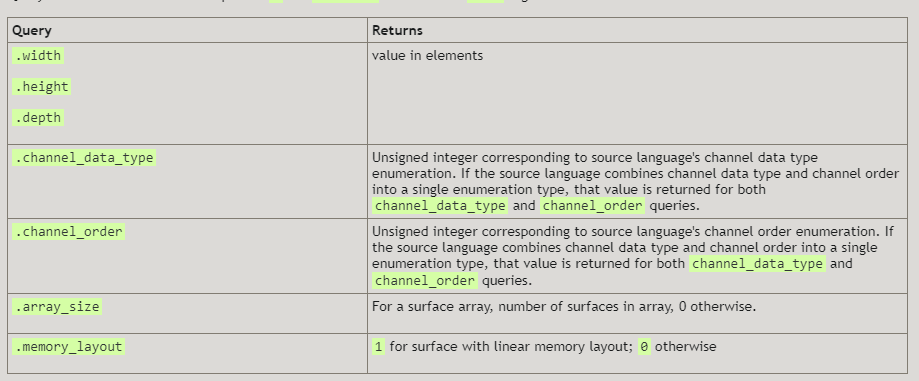 Query Returns
.width value in elements
.height
.depth
.channel_data_type Unsigned integer corresponding to source language's channel data type
enumeration. If the source language combines channel data type and channel order
into a single enumeration type, that value is returned for both
channel_data_type and channel_order queries.
.channel_order Unsigned integer corresponding to source language's channel order enumeration. If
the source language combines channel data type and channel order into a single
enumeration type, that value is returned for both channel_data_type and
channel_order queries.
.array_size For a surface array, number of surfaces in array, 0 otherwise.
.memory_layout 1 for surface with linear memory layout; 0 otherwise